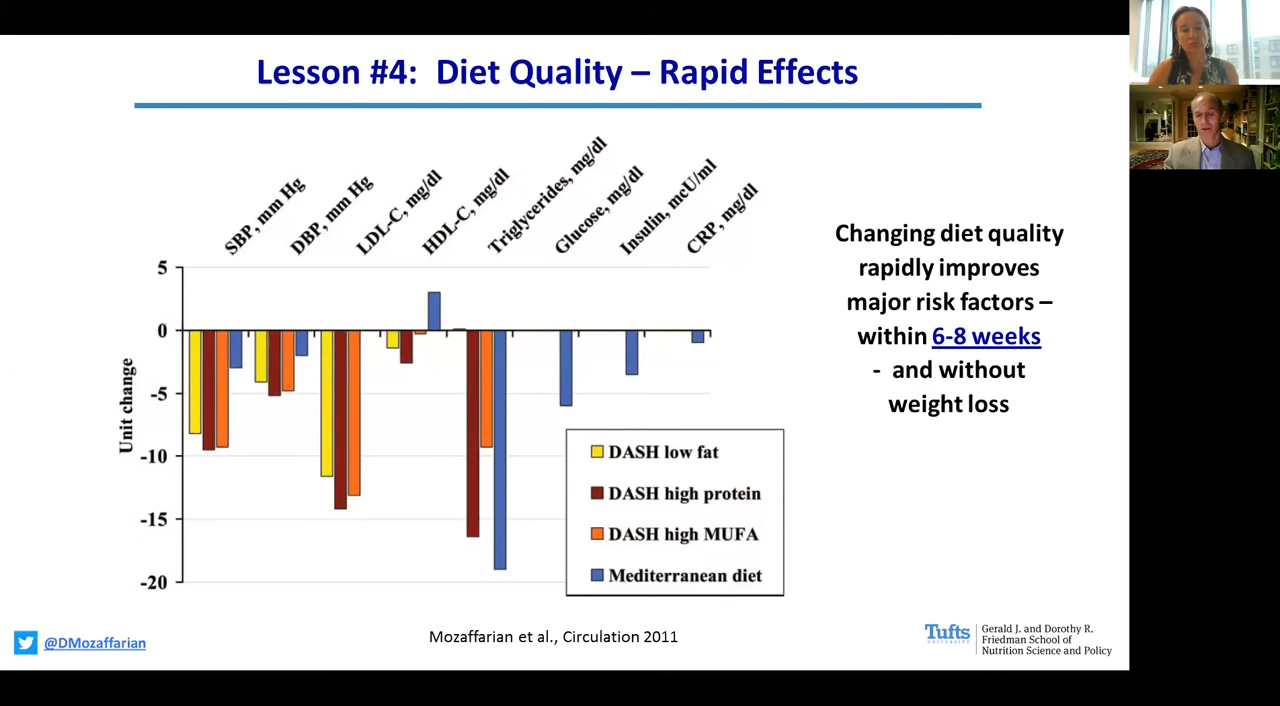 Lesson #4: Diet Quality – Rapid Effects
SBP, mm Hg
DBP, mm Hg
LDL-C, mg/dl
HDL-C, mg/dl
Triglycerides, mg/dl
Glucose, mg/dl
Insulin, mcU/ml
CRP, mg/dl
Unit change
5
0
-5
-10
-15
-20
DASH low fat
DASH high protein
DASH high MUFA
Mediterranean diet
Changing diet quality
rapidly improves
major risk factors –
within 6-8 weeks
- and without
weight loss
@DMozaffarian
Mozaffarian et al., Circulation 2011
Tufts
UNIVERSITY
Gerald J. and Dorothy R.
Friedman School of
Nutrition Science and Policy